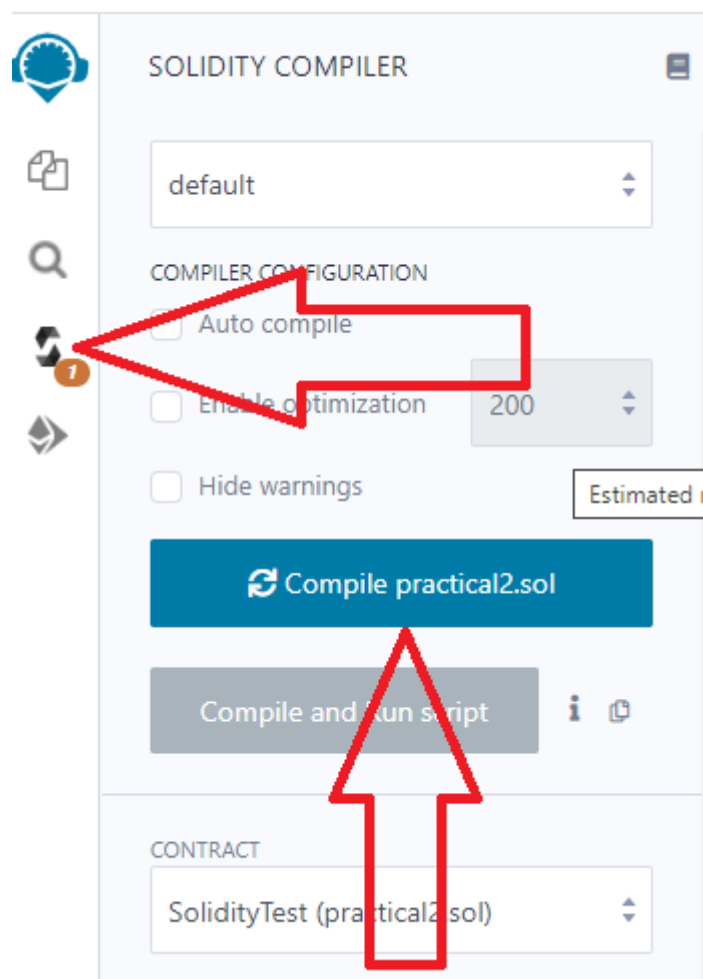 SOLIDITY COMPILER
default
COMPILER CONFIGURATION
Auto compile
1
Enable optimization 200
Hide warnings
Estimated
Compile practical2.sol
Compile and Run script
CONTRACT
SolidityTest (practical2.sol)